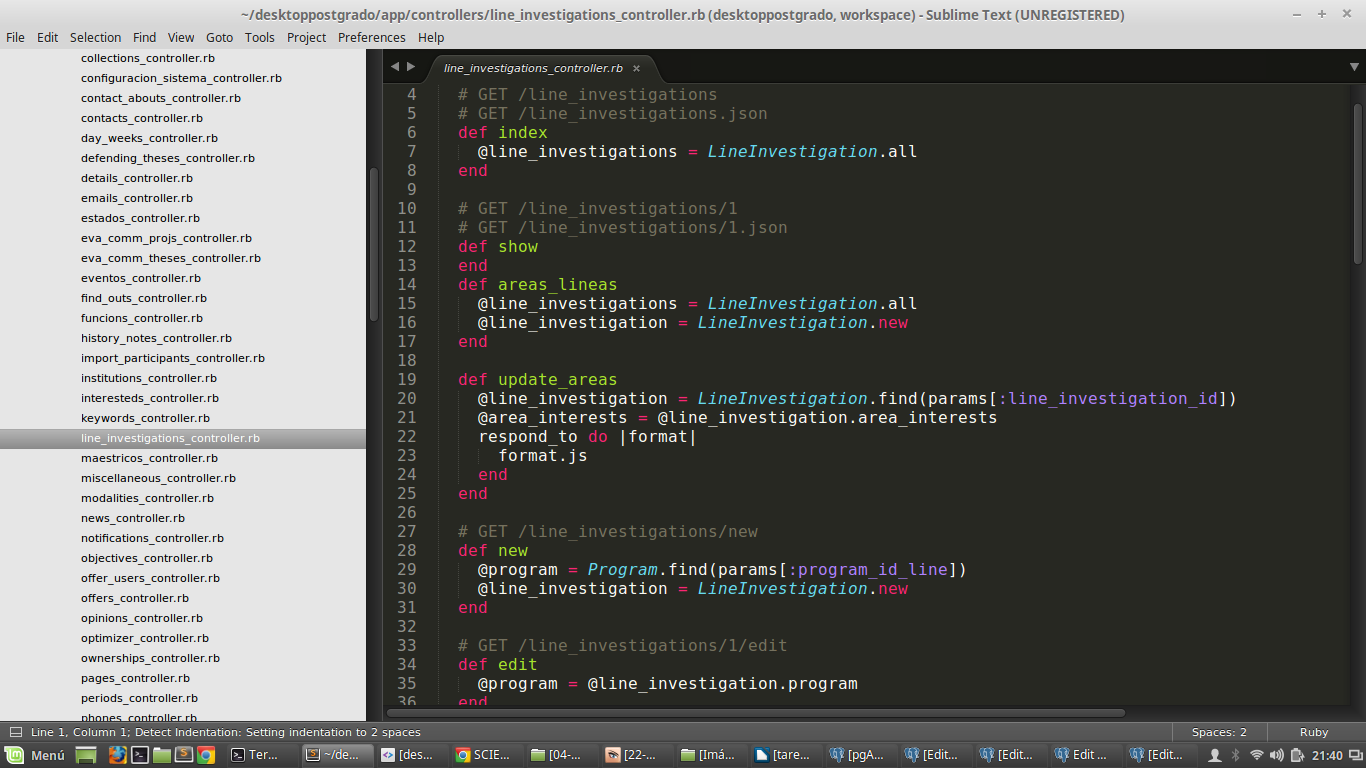 ~/desktoppostgrado/app/controllers/line_investigations_controller.rb (desktoppostgrado, workspace) - Sublime Text (UNREGISTERED)
File Edit Selection Find View Goto Tools Project Preferences Help
collections_controller.rb
configuracion_sistema_controller.rb
contact_abouts_controller.rb
contacts_controller.rb
day_weeks_controller.rb
defending_theses_controller.rb
details_controller.rb
emails_controller.rb
estados_controller.rb
eva_comm_projs_controller.rb
eva_comm_theses_controller.rb
eventos_controller.rb
find_outs_controller.rb
funcions_controller.rb
history_notes_controller.rb
import_participants_controller.rb
institutions_controller.rb
interesteds_controller.rb
keywords_controller.rb
line_investigations_controller.rb
maestricos_controller.rb
miscellaneous_controller.rb
modalities_controller.rb
news_controller.rb
notifications_controller.rb
objectives_controller.rb
offer_users_controller.rb
offers_controller.rb
opinions_controller.rb
optimizer_controller.rb
ownerships_controller.rb
pages_controller.rb
periods_controller.rb
phones_controller.rb
line_investigations_controller.rb ×
4 # GET /line_investigations
5 # GET /line_investigations.json
6 def index
7 @line_investigations = LineInvestigation.all
8 end
9
10 # GET /line_investigations/1
11 # GET /line_investigations/1.json
12 def show
13 end
14 def areas_lineas
15 @line_investigations = LineInvestigation.all
16 @line_investigation = LineInvestigation.new
17 end
18
19 def update_areas
20 @line_investigation = LineInvestigation.find(params[:line_investigation_id])
21 @area_interests = @line_investigation.area_interests
22 respond_to do |format|
23 format.js
24 end
25 end
26
27 # GET /line_investigations/new
28 def new
29 @program = Program.find(params[:program_id_line])
30 @line_investigation = LineInvestigation.new
31 end
32
33 # GET /line_investigations/1/edit
34 def edit
35 @program = @line_investigation.program
36 end
Line 1, Column 1; Detect Indentation: Setting indentation to 2 spaces Spaces: 2 Ruby
Menú Ter... ~/de... [des... SCIE... [04-... [22-... [Imá... [tare... [pgA... [Edit... [Edit... Edit ... [Edit... 21:40